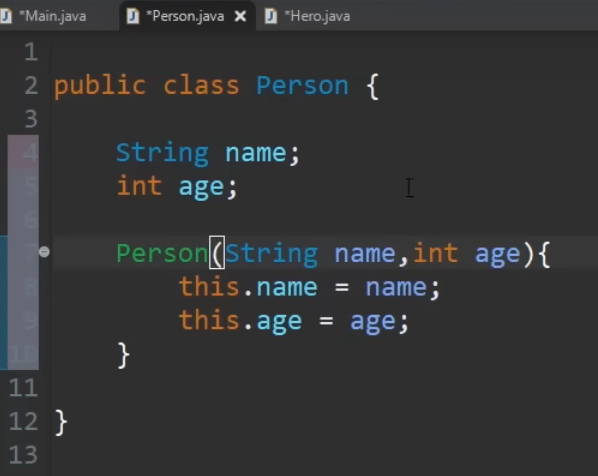 *Main.java *Person.java *Hero.java
1
2 public class Person {
3
4 String name;
5 int age;
6
7 Person(String name,int age){
8 this.name = name;
9 this.age = age;
10 }
11
12 }
13